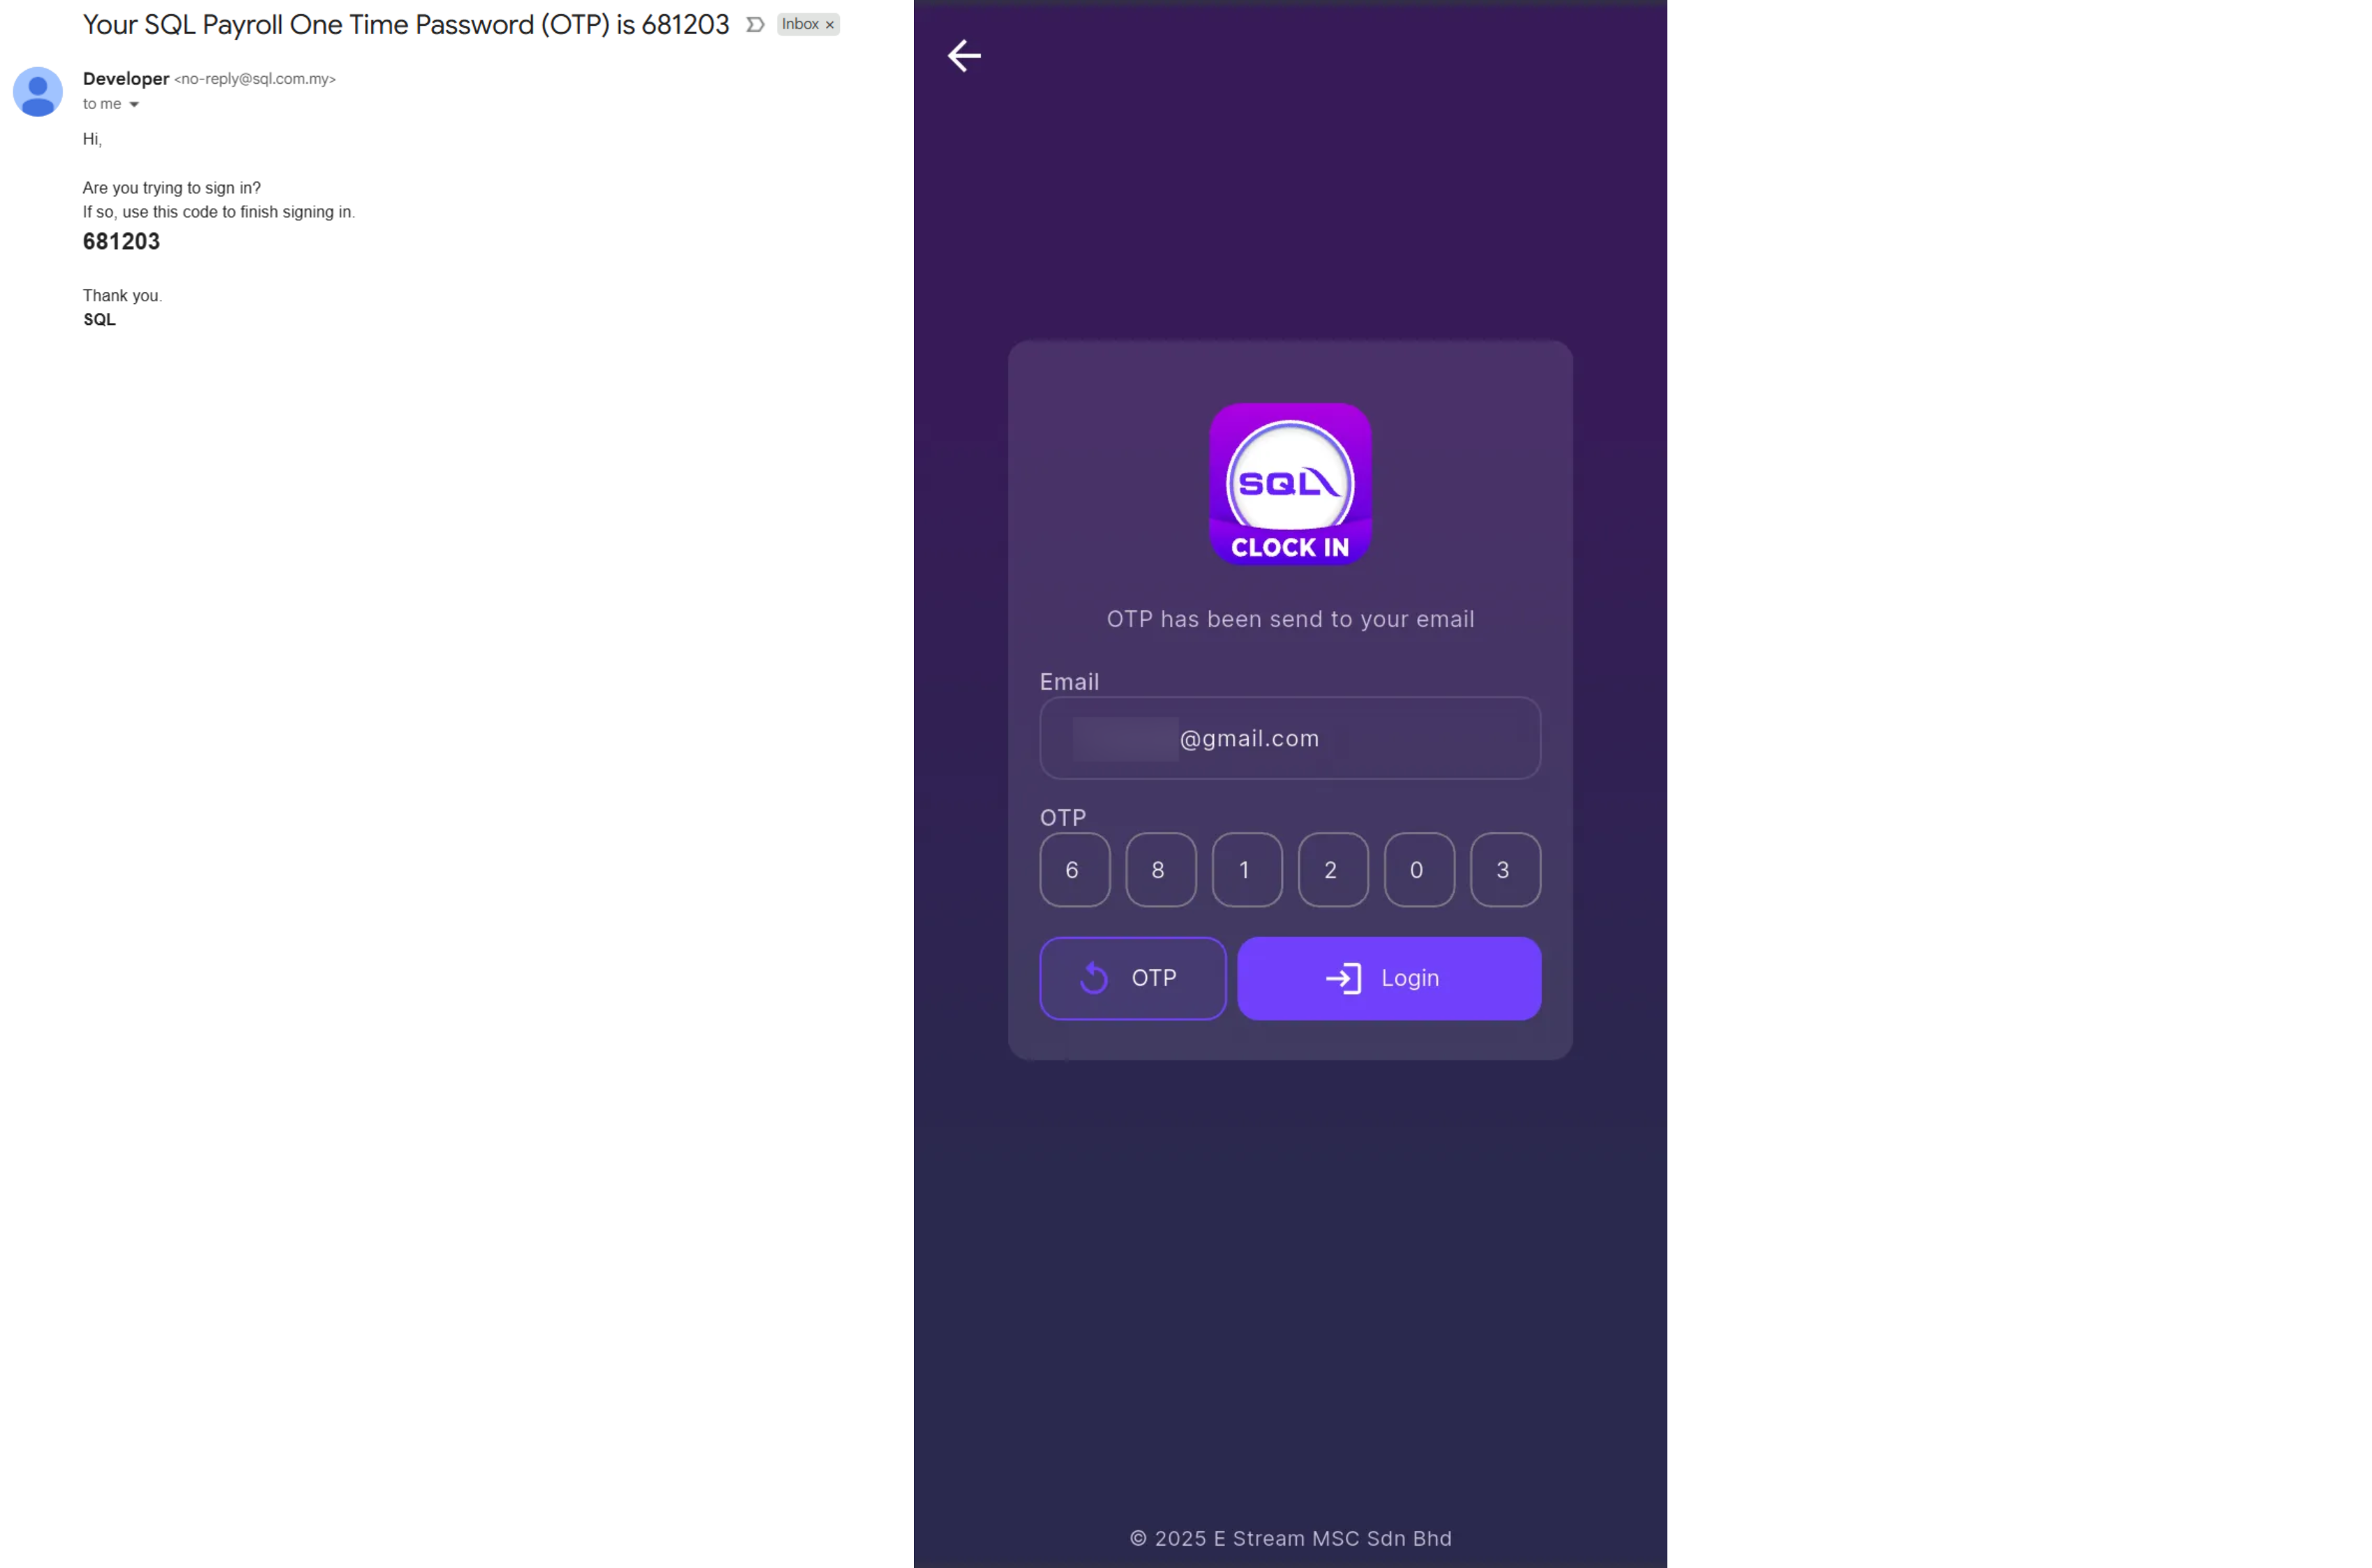 Your SQL Payroll One Time Password (OTP) is 681203 Inbox ×
Developer <no-reply@sql.com.my>
to me
Hi,
Are you trying to sign in?
If so, use this code to finish signing in.
681203
Thank you.
SQL
SQL
CLOCK IN
OTP has been send to your email
Email
@gmail.com
OTP
6 8 1 2 0 3
OTP Login
© 2025 E Stream MSC Sdn Bhd